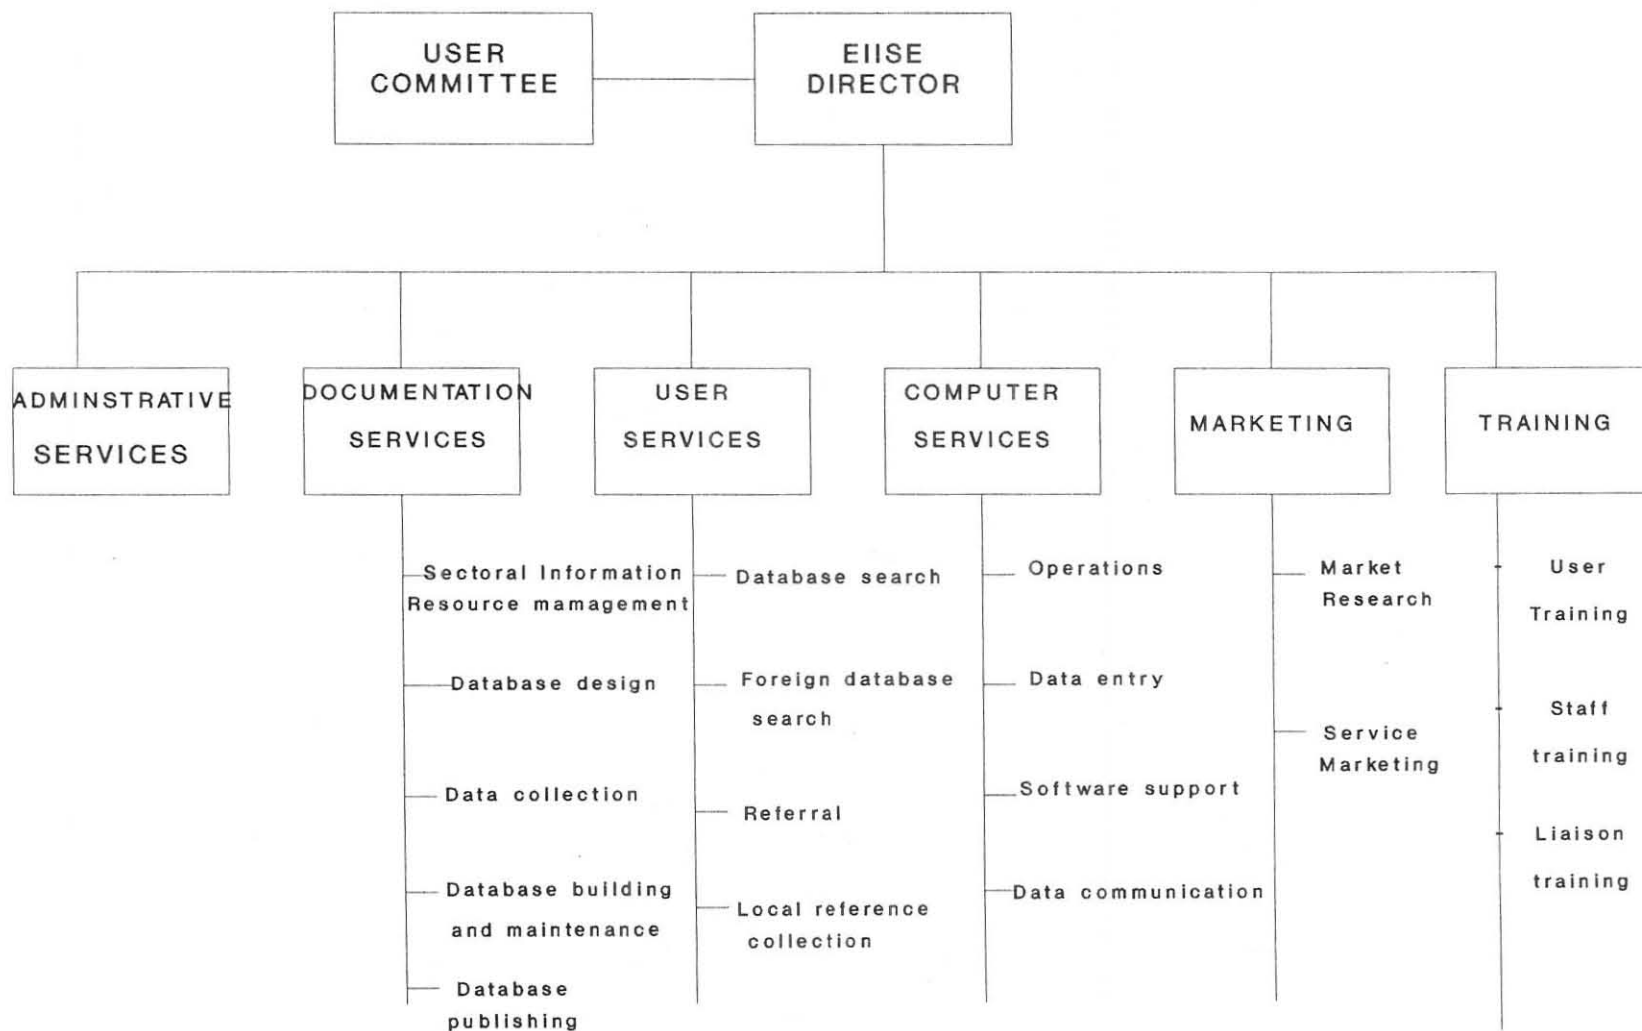 USER
COMMITTEE
EIISE
DIRECTOR
ADMINSTRATIVE
SERVICES
DOCUMENTATION
SERVICES
USER
SERVICES
COMPUTER
SERVICES
MARKETING
TRAINING
Sectoral Information
Resource mamagement
Database design
Data collection
Database building
and maintenance
Database
publishing
Database search
Foreign database
search
Referral
Local reference
collection
Operations
Data entry
Software support
Data communication
Market
Research
Service
Marketing
User
Training
Staff
training
Liaison
training